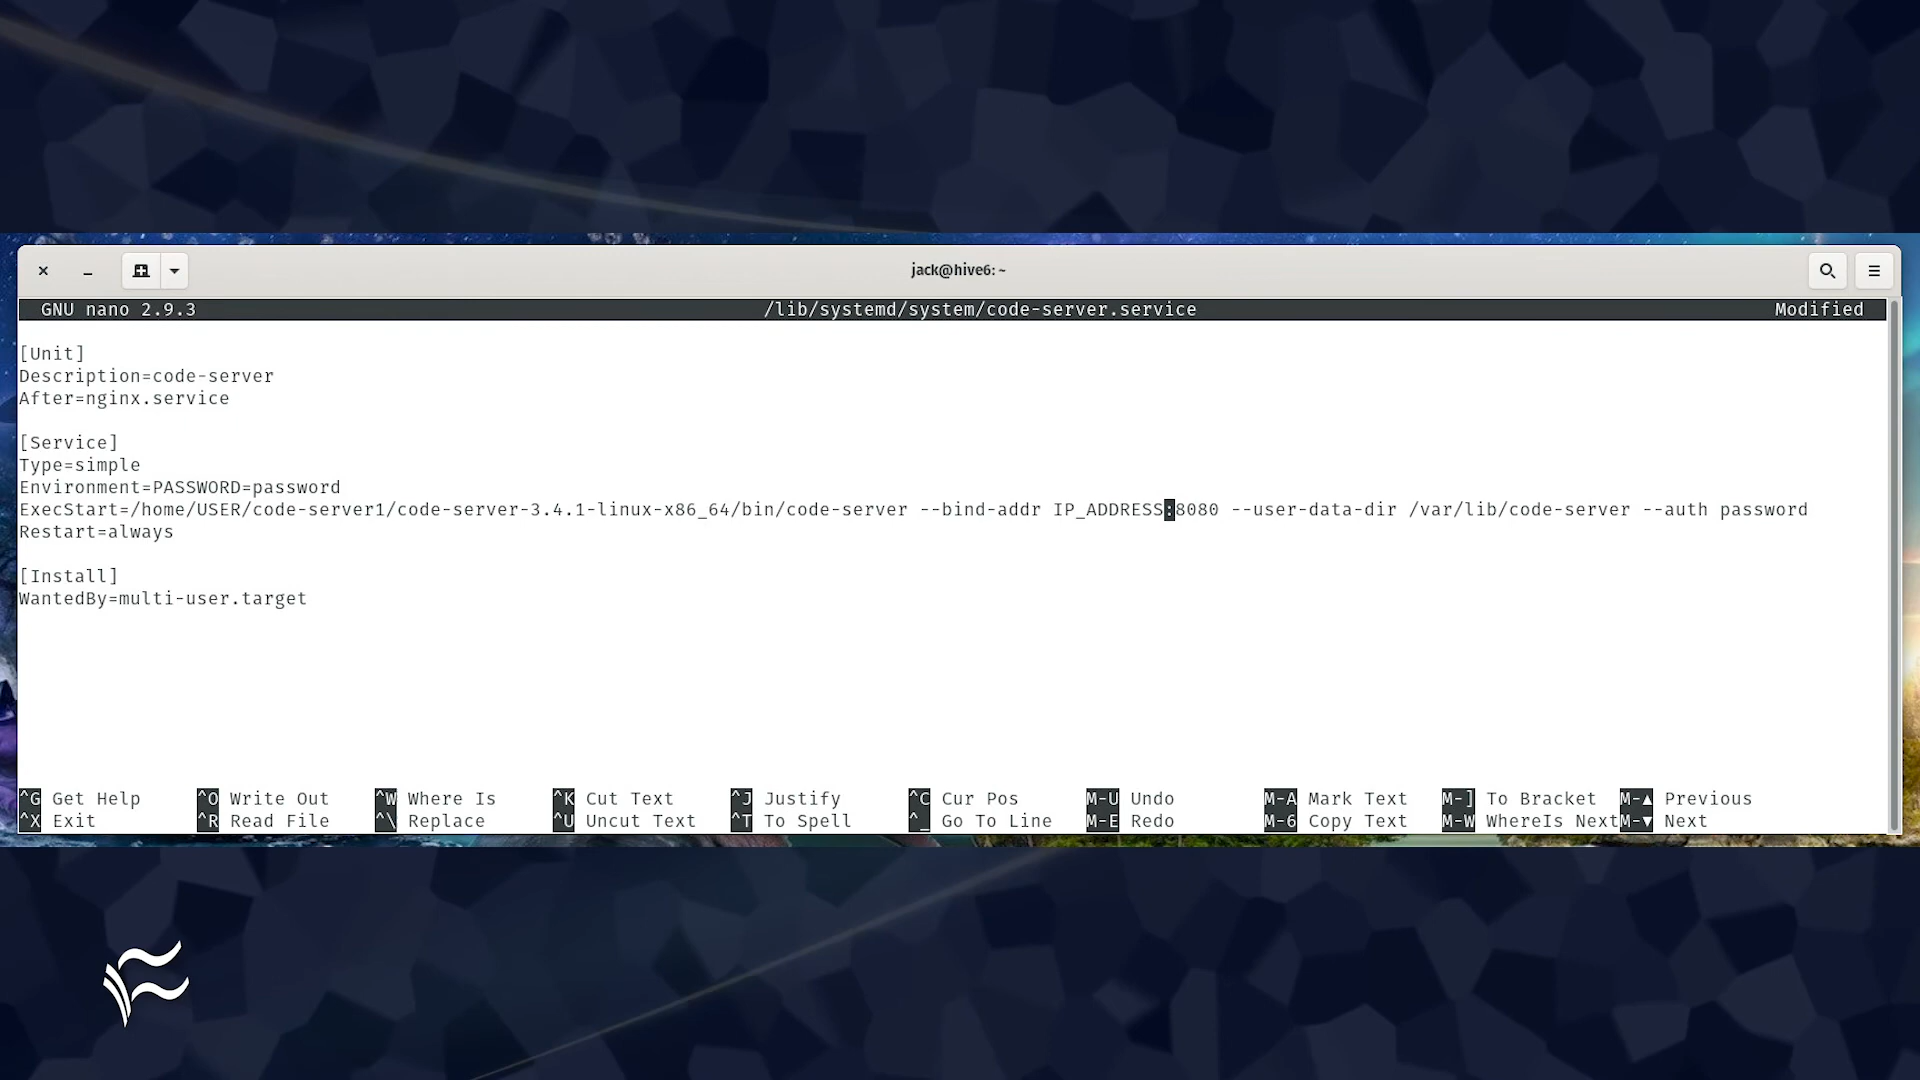 jack@hive6: ~
GNU nano 2.9.3 /lib/systemd/system/code-server.service Modified
[Unit]
Description=code-server
After=nginx.service
[Service]
Type=simple
Environment=PASSWORD=password
ExecStart=/home/USER/code-server1/code-server-3.4.1-linux-x86_64/bin/code-server --bind-addr IP_ADDRESS:8080 --user-data-dir /var/lib/code-server --auth password
Restart=always
[Install]
WantedBy=multi-user.target
^G Get Help ^O Write Out ^W Where Is ^K Cut Text ^J Justify ^C Cur Pos M-U Undo M-A Mark Text M-] To Bracket M-▲ Previous
^X Exit ^R Read File ^\ Replace ^U Uncut Text ^T To Spell ^_ Go To Line M-E Redo M-6 Copy Text M-W WhereIs Next M-▼ Next